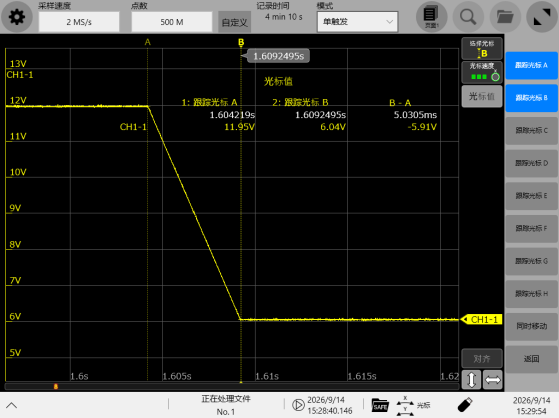 采样速度 点数 记录时间 模式
2 MS/s 500 M 自定义 4 min 10 s 单触发 页面1
A B
1.6092495s
选择光标
B
光标速度
光标值
13V
CH1-1
光标值
12V
1: 跟踪光标 A 2: 跟踪光标 B B - A
1.604219s 1.6092495s 5.0305ms
CH1-1 11.95V 6.04V -5.91V
11V
10V
9V
8V
7V
6V
CH1-1
5V
1.6s 1.605s 1.61s 1.615s 1.62
对齐
跟踪光标 A
跟踪光标 B
跟踪光标 C
跟踪光标 D
跟踪光标 E
跟踪光标 F
跟踪光标 G
跟踪光标 H
同时移动
返回
正在处理文件
No. 1
2026/9/14
15:28:40.146
SAFE
X
Y
光标
2026/9/14
15:29:54